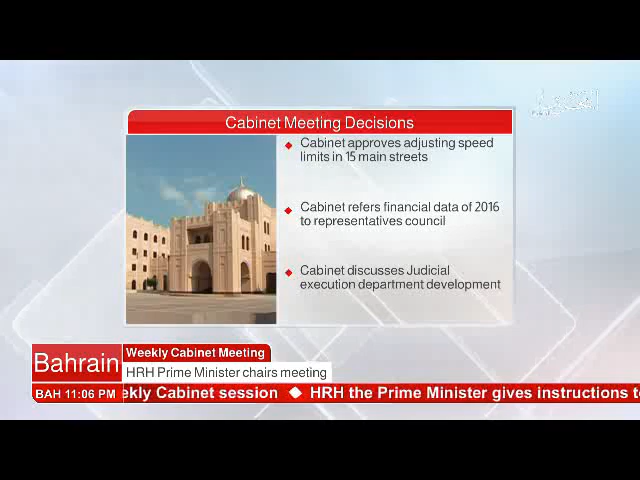 Cabinet Meeting Decisions
Cabinet approves adjusting speed
limits in 15 main streets
Cabinet refers financial data of 2016
to representatives council
Cabinet discusses Judicial
execution department development
Bahrain
Weekly Cabinet Meeting
HRH Prime Minister chairs meeting
BAH 11:06 PM
ekly Cabinet session ◆ HRH the Prime Minister gives instructions t